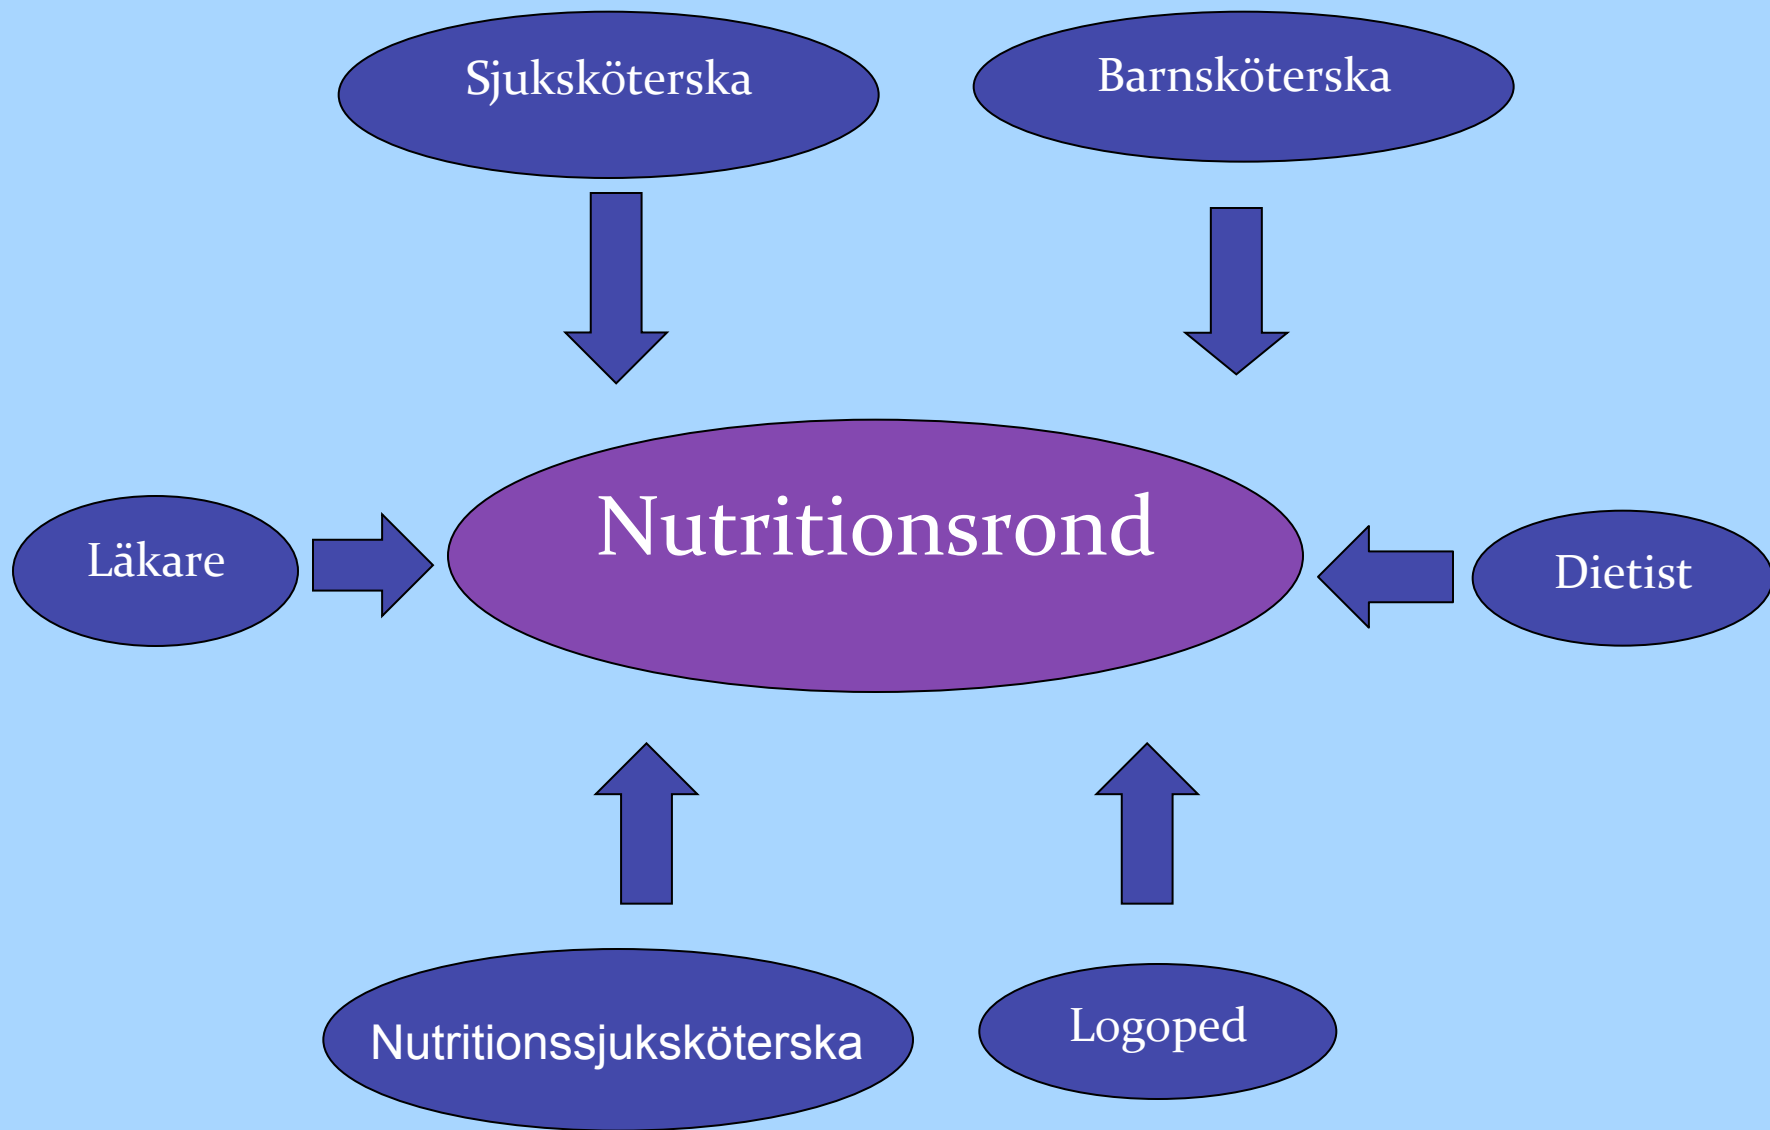 Sjuksköterska
Barnsköterska
Nutritionsrond
Läkare
Dietist
Nutritionssjuksköterska
Logoped